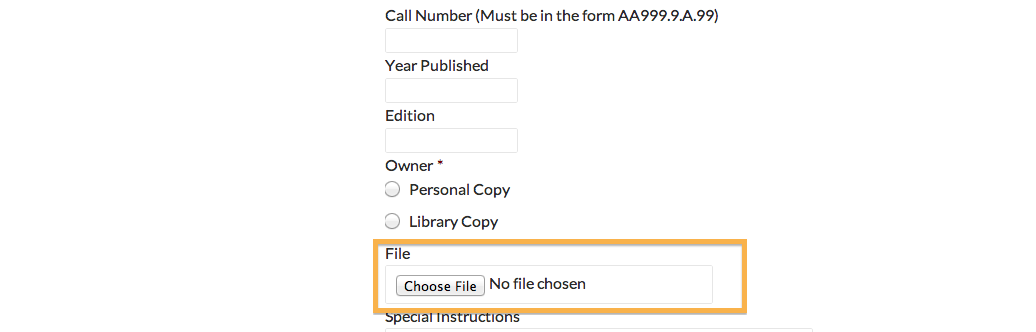 Call Number (Must be in the form AA999.9.A.99)
Year Published
Edition
Owner *
Personal Copy
Library Copy
File
Choose File No file chosen
Special Instructions